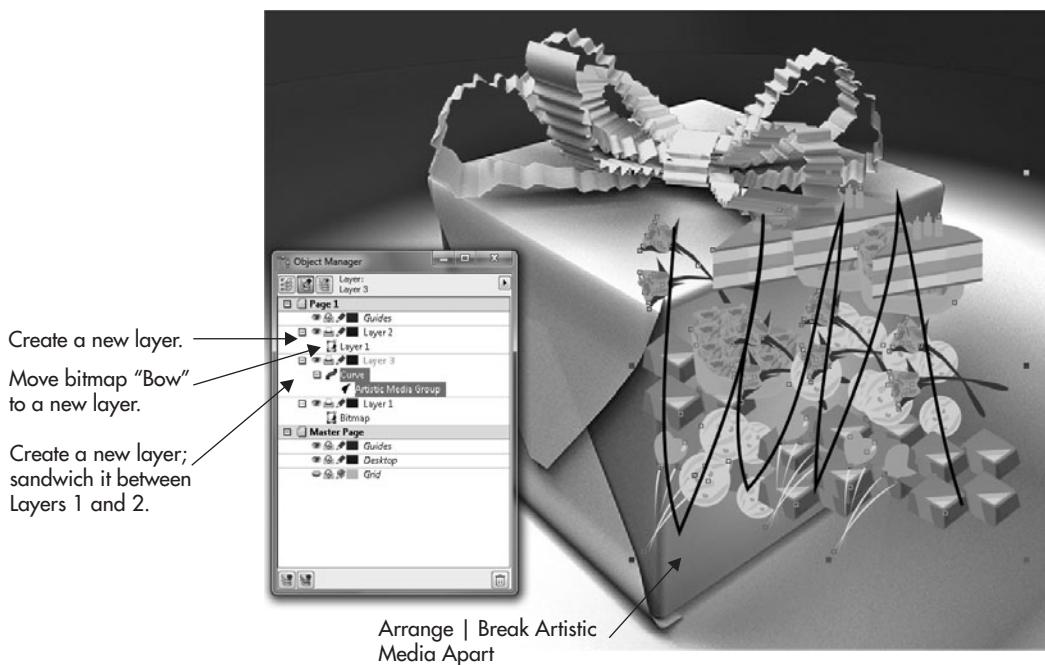 Object Manager
Layer:
Layer 3
Page 1
Guides
Layer 2
Layer 1
Layer 3
Curve
Artistic Media Group
Layer 1
Bitmap
Master Page
Guides
Desktop
Grid
Create a new layer.
Move bitmap “Bow”
to a new layer.
Create a new layer;
sandwich it between
Layers 1 and 2.
Arrange | Break Artistic
Media Apart